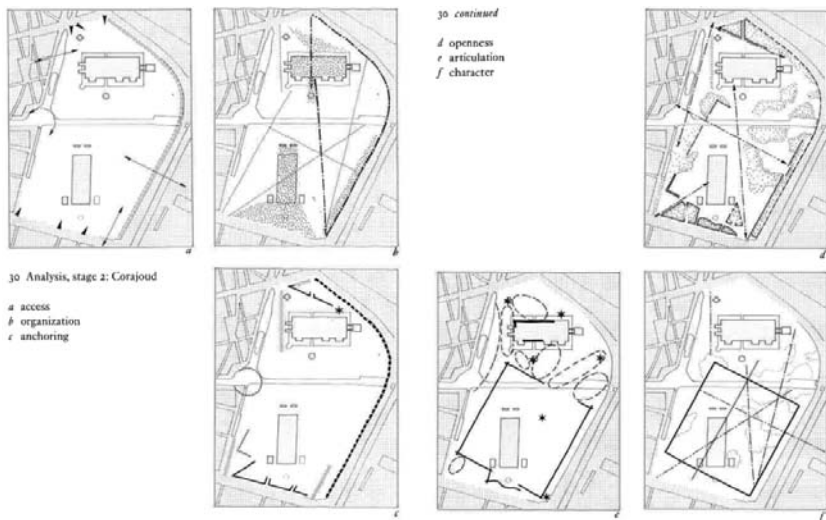 a
b
30 Analysis, stage 2: Corajoud
a access
b organization
c anchoring
c
30 continued
d openness
e articulation
f character
d
e
f